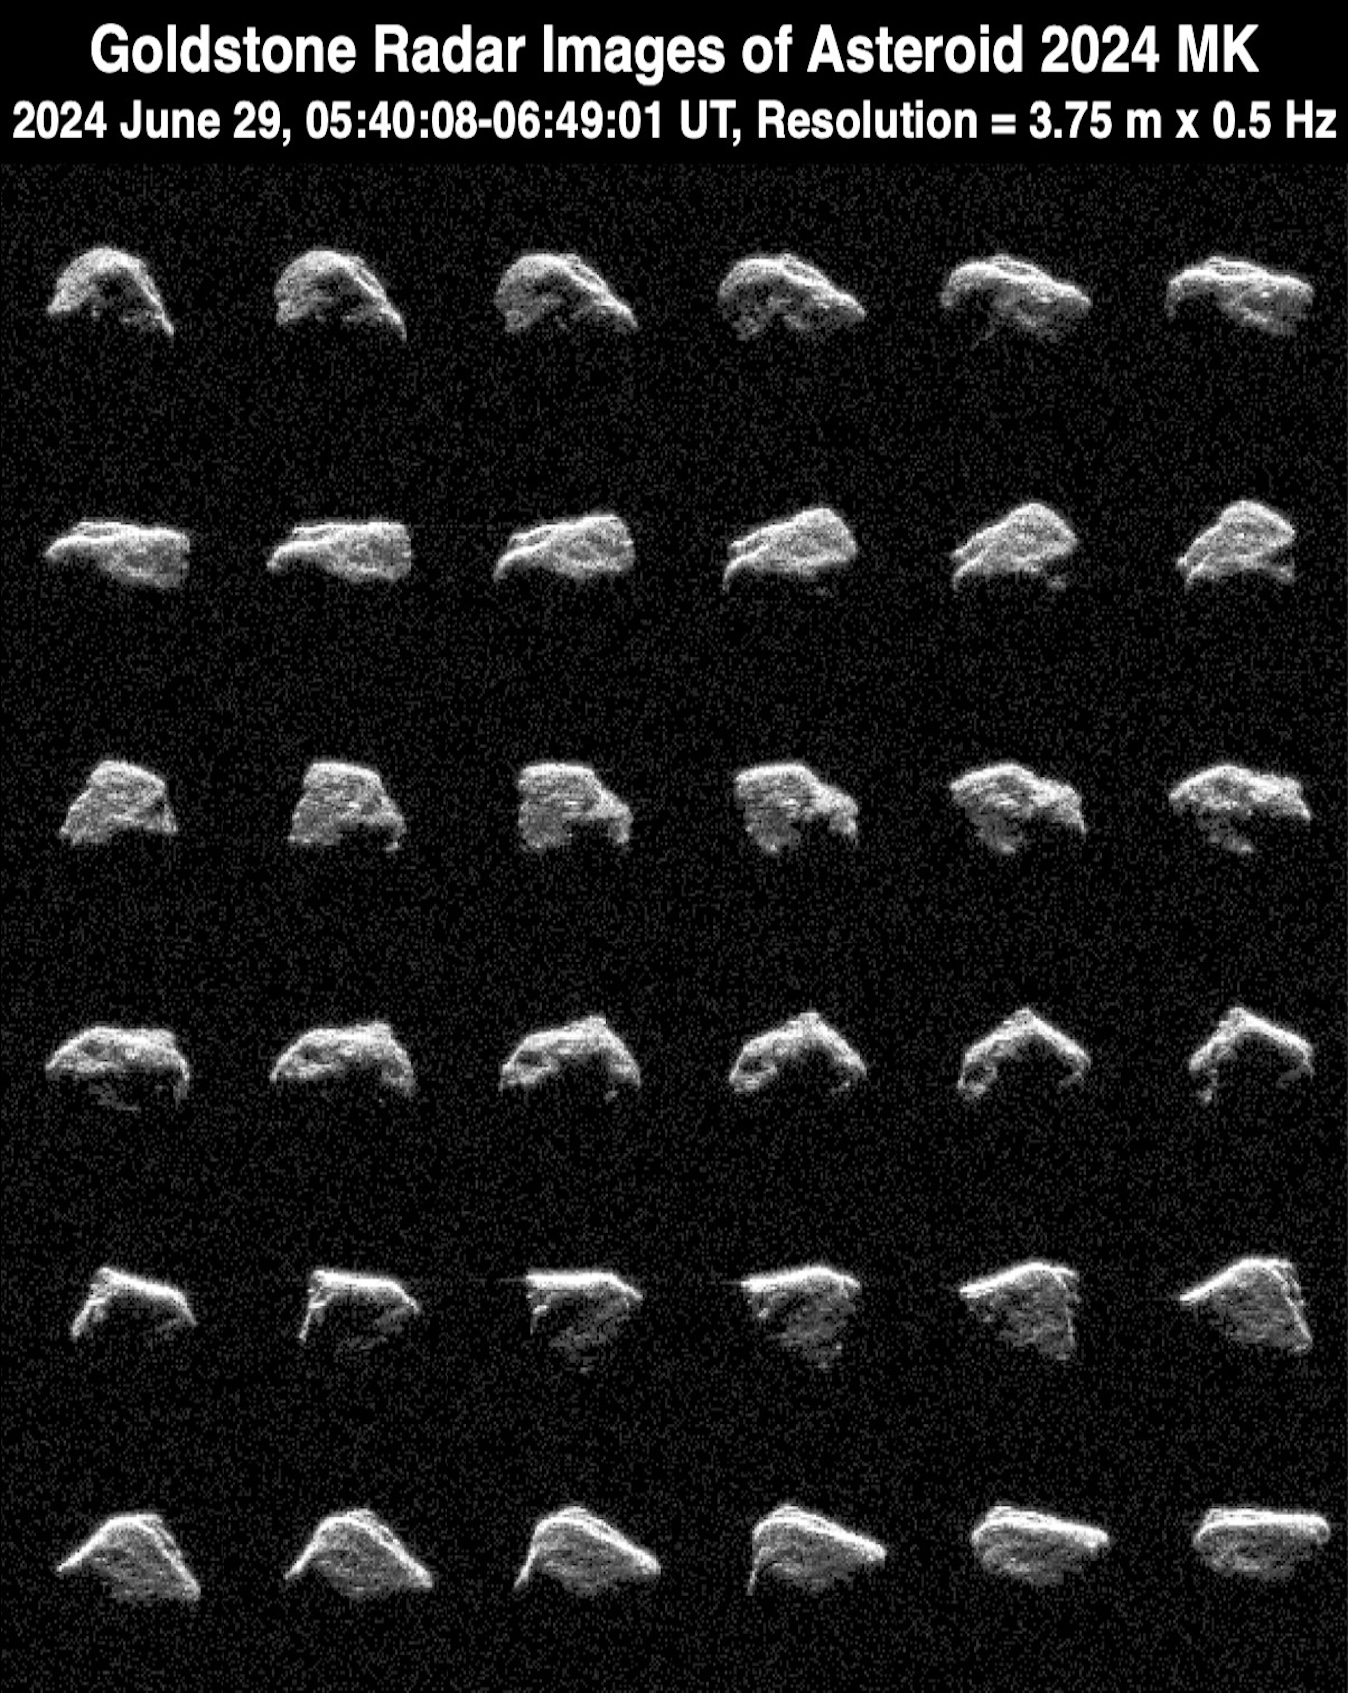 Goldstone Radar Images of Asteroid 2024 MK
2024 June 29, 05:40:08-06:49:01 UT, Resolution = 3.75 m x 0.5 Hz